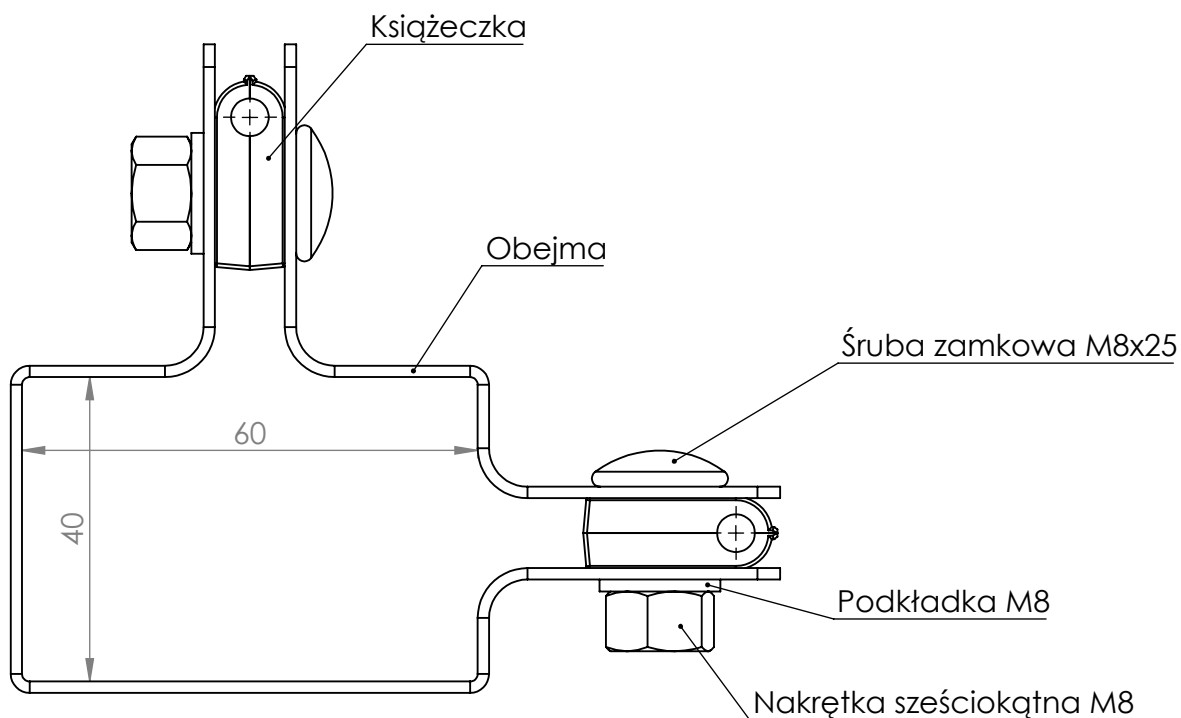 Książeczka
Obejma
Śruba zamkowa M8x25
60
40
Podkładka M8
Nakrętka sześciokątna M8